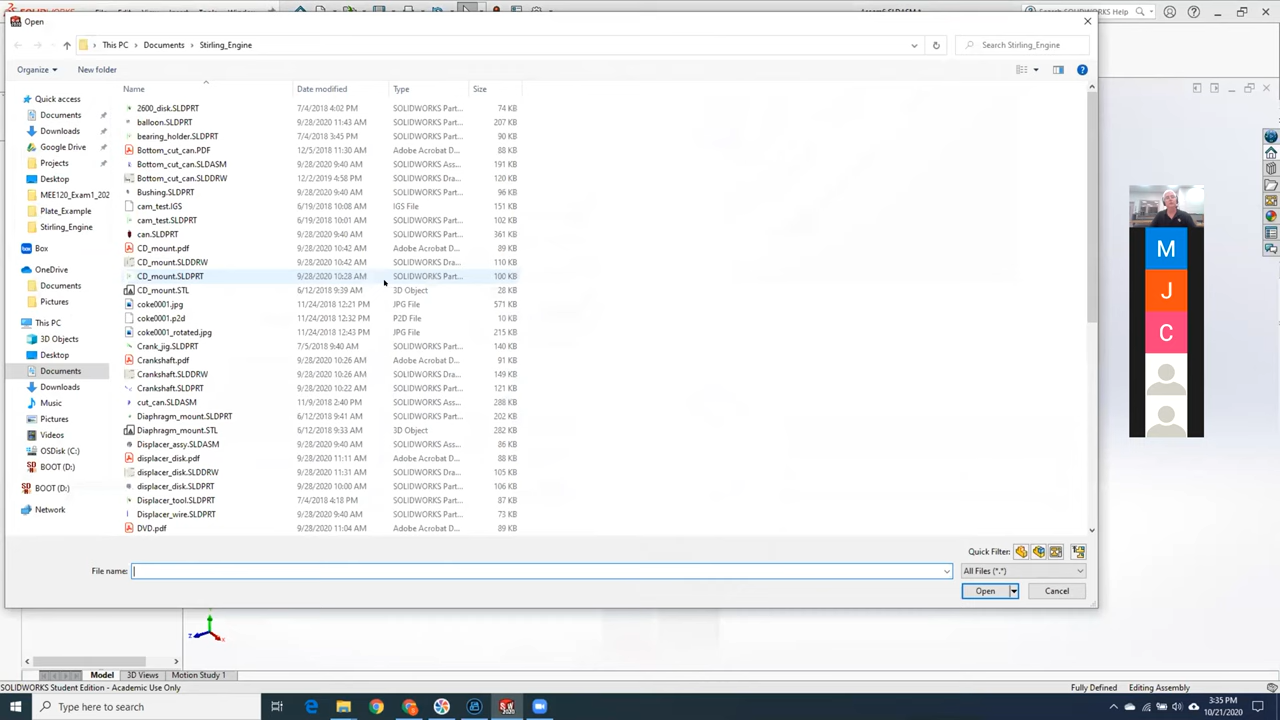 SOLIDWORKS File
Open
This PC › Documents › Stirling_Engine
Search Stirling_Engine
Organize New folder
Name Date modified Type Size
Quick access
Documents
Downloads
Google Drive
Projects
Desktop
MEE120_Exam1_202
Plate_Example
Stirling_Engine
Box
OneDrive
Documents
Pictures
This PC
3D Objects
Desktop
Documents
Downloads
Music
Pictures
Videos
OSDisk (C:)
BOOT (D:)
BOOT (D:)
Network
2600_disk.SLDPRT 7/4/2018 4:02 PM SOLIDWORKS Part... 74 KB
balloon.SLDPRT 9/28/2020 11:43 AM SOLIDWORKS Part... 207 KB
bearing_holder.SLDPRT 7/4/2018 3:45 PM SOLIDWORKS Part... 90 KB
Bottom_cut_can.PDF 12/5/2018 11:30 AM Adobe Acrobat D... 88 KB
Bottom_cut_can.SLDASM 9/28/2020 9:40 AM SOLIDWORKS Ass... 191 KB
Bottom_cut_can.SLDDRW 12/2/2019 4:58 PM SOLIDWORKS Dra... 120 KB
Bushing.SLDPRT 9/28/2020 9:40 AM SOLIDWORKS Part... 96 KB
cam_test.IGS 6/19/2018 10:08 AM IGS File 151 KB
cam_test.SLDPRT 6/19/2018 10:01 AM SOLIDWORKS Part... 102 KB
can.SLDPRT 9/28/2020 9:40 AM SOLIDWORKS Part... 361 KB
CD_mount.pdf 9/28/2020 10:42 AM Adobe Acrobat D... 89 KB
CD_mount.SLDDRW 9/28/2020 10:42 AM SOLIDWORKS Dra... 110 KB
CD_mount.SLDPRT 9/28/2020 10:28 AM SOLIDWORKS Part... 100 KB
CD_mount.STL 6/12/2018 9:39 AM 3D Object 28 KB
coke0001.jpg 11/24/2018 12:21 PM JPG File 571 KB
coke0001.p2d 11/24/2018 12:32 PM P2D File 10 KB
coke0001_rotated.jpg 11/24/2018 12:43 PM JPG File 215 KB
Crank_jig.SLDPRT 7/5/2018 9:40 AM SOLIDWORKS Part... 140 KB
Crankshaft.pdf 9/28/2020 10:26 AM Adobe Acrobat D... 91 KB
Crankshaft.SLDDRW 9/28/2020 10:26 AM SOLIDWORKS Dra... 149 KB
Crankshaft.SLDPRT 9/28/2020 10:22 AM SOLIDWORKS Part... 121 KB
cut_can.SLDASM 11/9/2018 2:40 PM SOLIDWORKS Ass... 288 KB
Diaphragm_mount.SLDPRT 6/12/2018 9:41 AM SOLIDWORKS Part... 202 KB
Diaphragm_mount.STL 6/12/2018 9:33 AM 3D Object 282 KB
Displacer_assy.SLDASM 9/28/2020 9:40 AM SOLIDWORKS Ass... 86 KB
displacer_disk.pdf 9/28/2020 9:40 AM Adobe Acrobat D... 88 KB
displacer_disk.SLDDRW 9/28/2020 11:31 AM SOLIDWORKS Dra... 105 KB
displacer_disk.SLDPRT 9/28/2020 10:00 AM SOLIDWORKS Part... 106 KB
Displacer_tool.SLDPRT 7/4/2018 4:18 PM SOLIDWORKS Part... 87 KB
Displacer_wire.SLDPRT 9/28/2020 9:40 AM SOLIDWORKS Part... 96 KB
DVD.pdf 9/28/2020 11:04 AM Adobe Acrobat D... 89 KB
Quick Filter:
File name: All Files (*.*)
Open Cancel
M
J
C
z x
Model 3D Views Motion Study 1
SOLIDWORKS Student Edition - Academic Use Only Fully Defined Editing Assembly
Type here to search
3:35 PM
10/21/2020